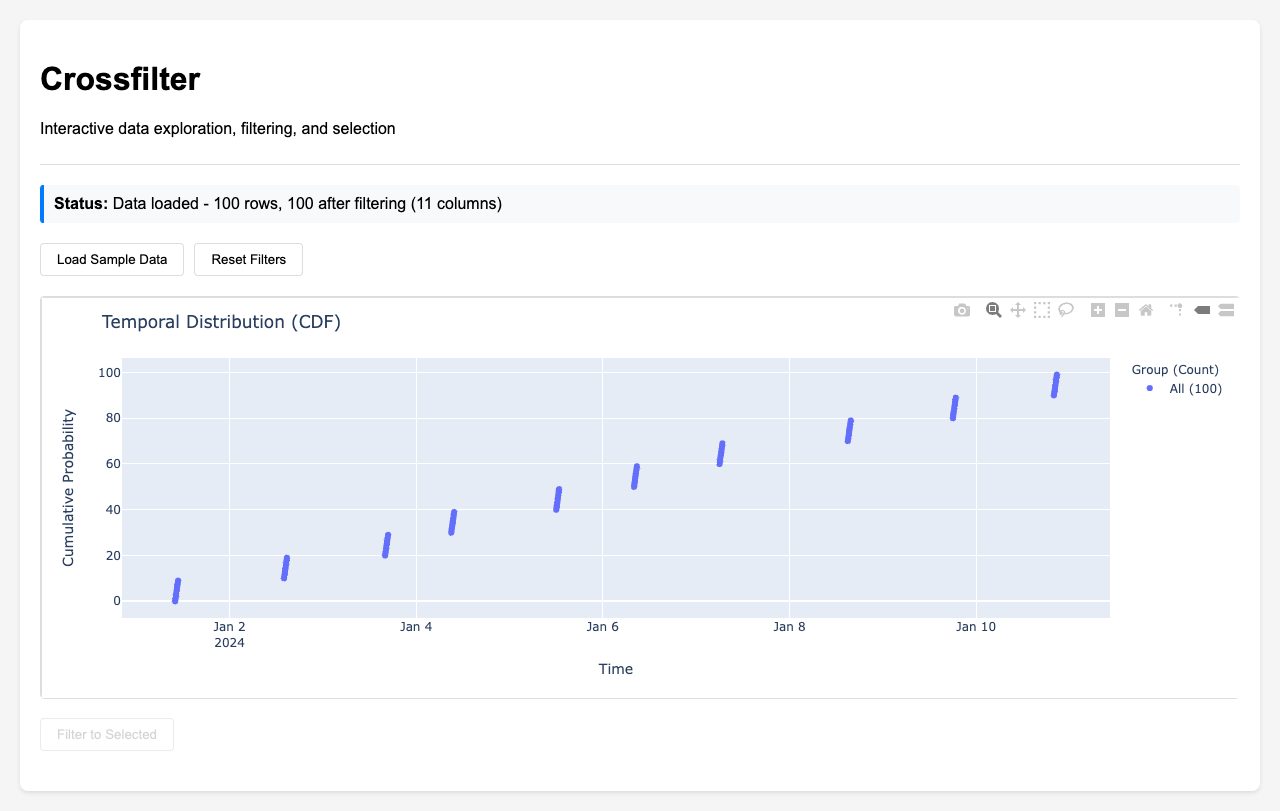 Crossfilter
Interactive data exploration, filtering, and selection
Status: Data loaded - 100 rows, 100 after filtering (11 columns)
Load Sample Data
Reset Filters
Temporal Distribution (CDF)
Cumulative Probability
100
80
60
40
20
0
Jan 2
2024
Jan 4
Jan 6
Jan 8
Jan 10
Time
Group (Count)
All (100)
Filter to Selected